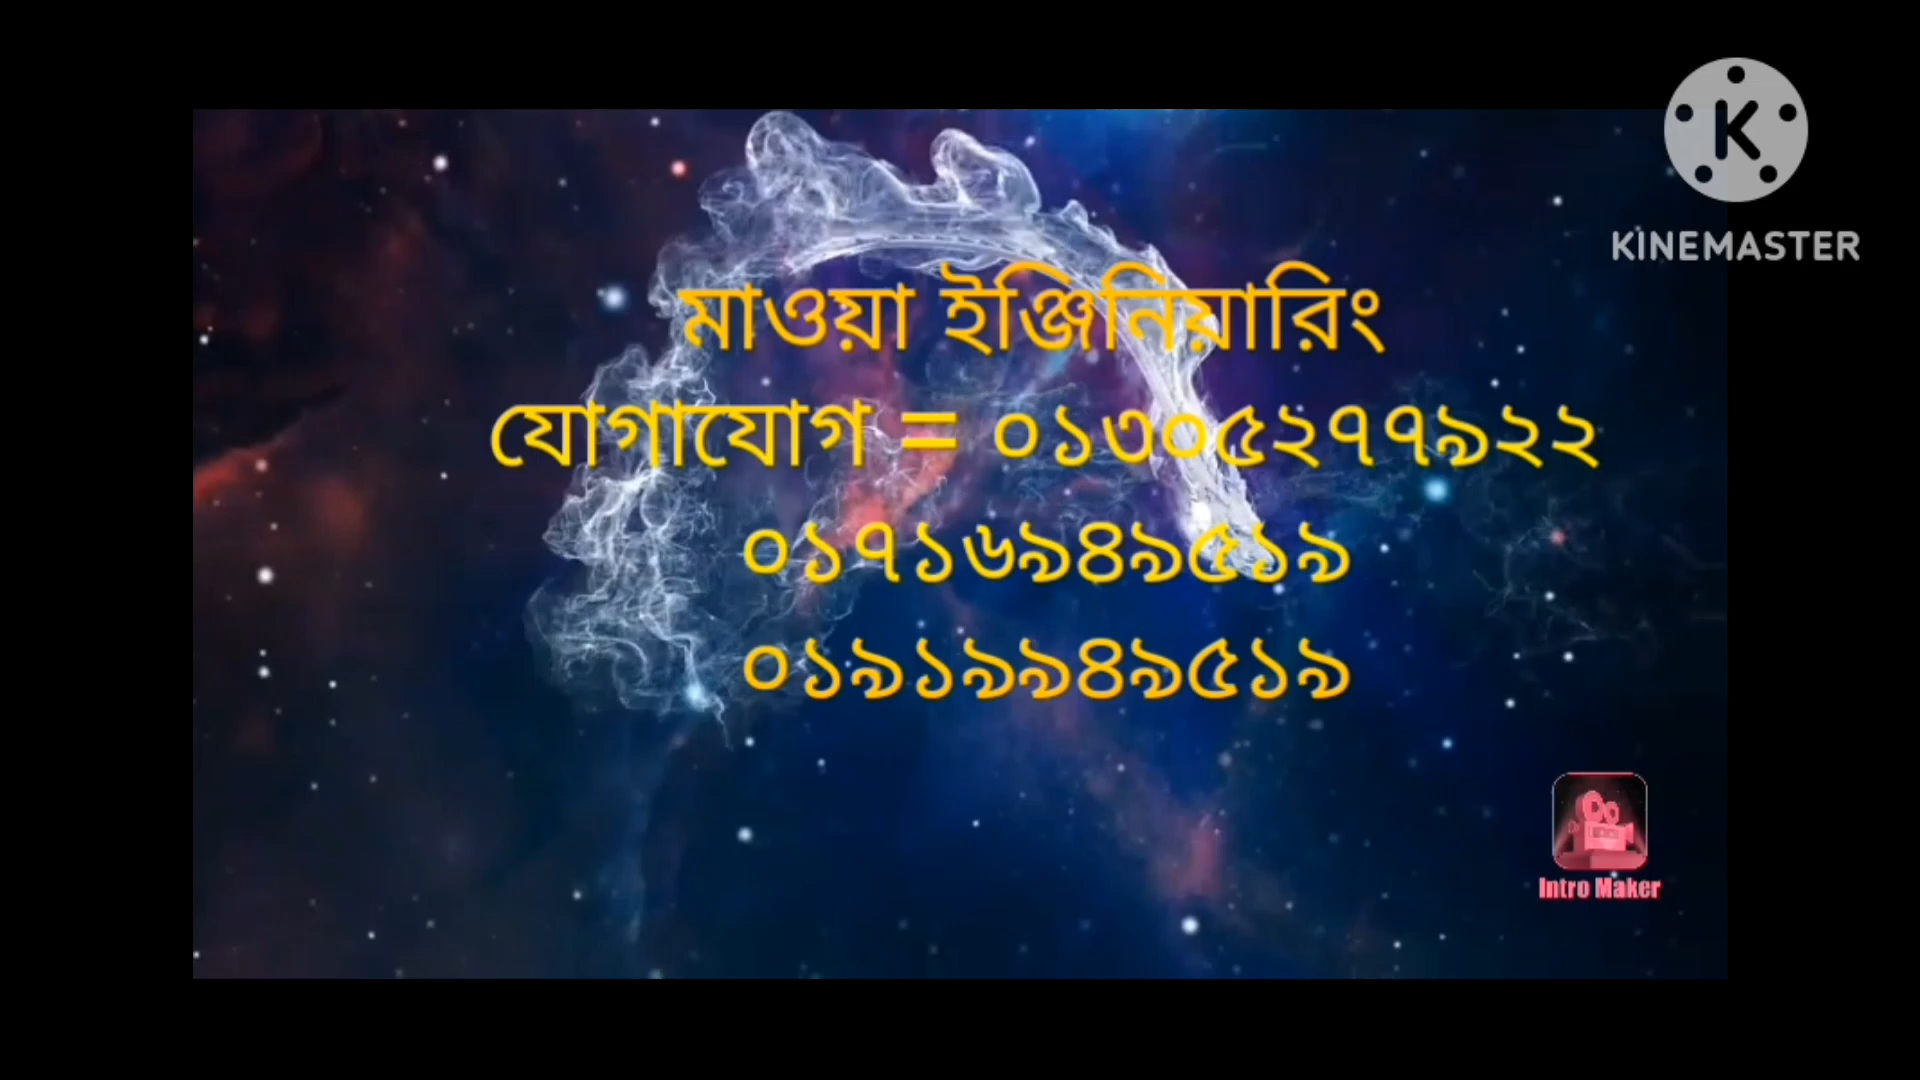 KINEMASTER
মাওয়া ইঞ্জিনিয়ারিং
যোগাযোগ = ০১৩০৫২৭৭৯২২
০১৭১৬৯৪৯৫১৯
০১৯১৯৯৪৯৫১৯
Intro Maker